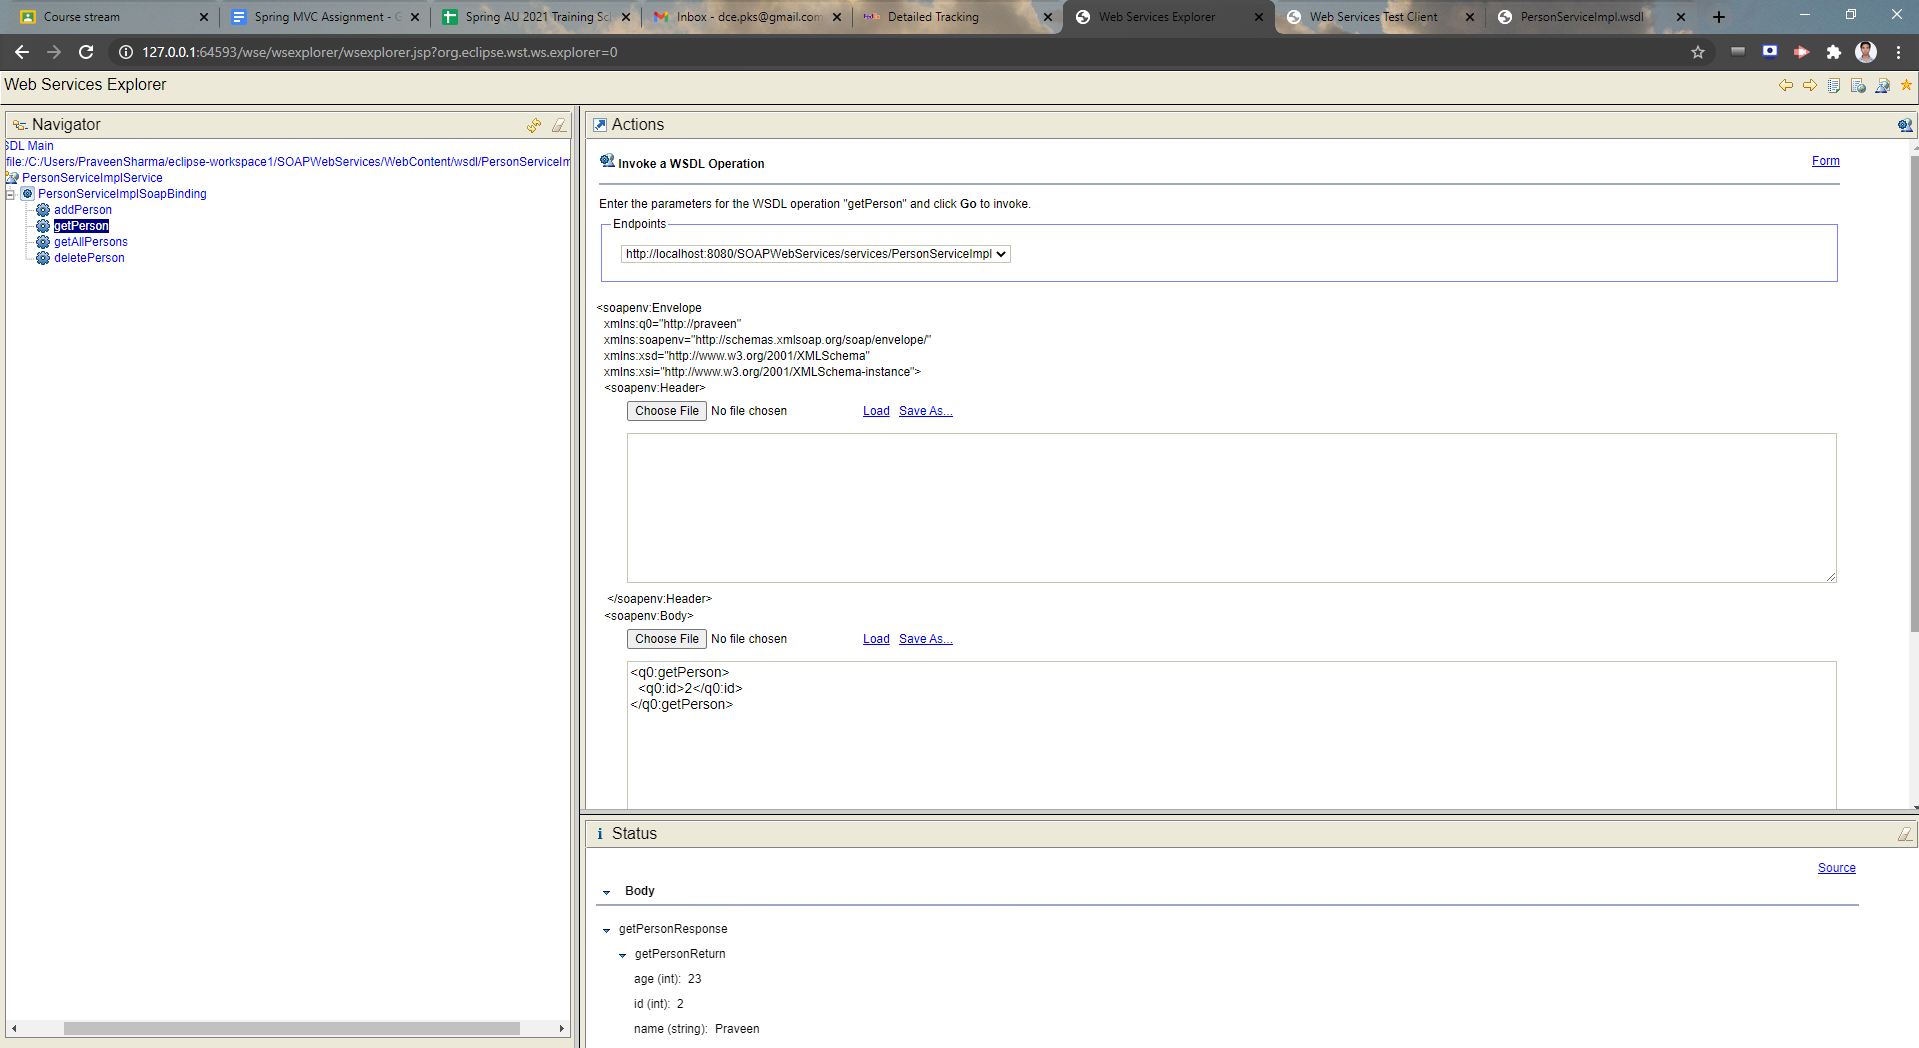 Course stream
Spring MVC Assignment - G
Spring AU 2021 Training Sc
Inbox - dce.pks@gmail.com
Detailed Tracking
Web Services Explorer
Web Services Test Client
PersonServiceImpl.wsdl
127.0.0.1:64593/wse/wsexplorer/wsexplorer.jsp?org.eclipse.wst.ws.explorer=0
Web Services Explorer
Navigator
SDL Main
file:/C:/Users/PraveenSharma/eclipse-workspace1/SOAPWebServices/WebContent/wsdl/PersonServiceIm
PersonServiceImplService
PersonServiceImplSoapBinding
addPerson
getPerson
getAllPersons
deletePerson
Actions
Invoke a WSDL Operation
Form
Enter the parameters for the WSDL operation "getPerson" and click Go to invoke.
Endpoints
http://localhost:8080/SOAPWebServices/services/PersonServiceImpl
<soapenv:Envelope
xmlns:q0="http://praveen"
xmlns:soapenv="http://schemas.xmlsoap.org/soap/envelope/"
xmlns:xsd="http://www.w3.org/2001/XMLSchema"
xmlns:xsi="http://www.w3.org/2001/XMLSchema-instance">
<soapenv:Header>
Choose File No file chosen Load Save As...
</soapenv:Header>
<soapenv:Body>
Choose File No file chosen Load Save As...
<q0:getPerson>
<q0:id>2</q0:id>
</q0:getPerson>
Status
Source
Body
getPersonResponse
getPersonReturn
age (int): 23
id (int): 2
name (string): Praveen